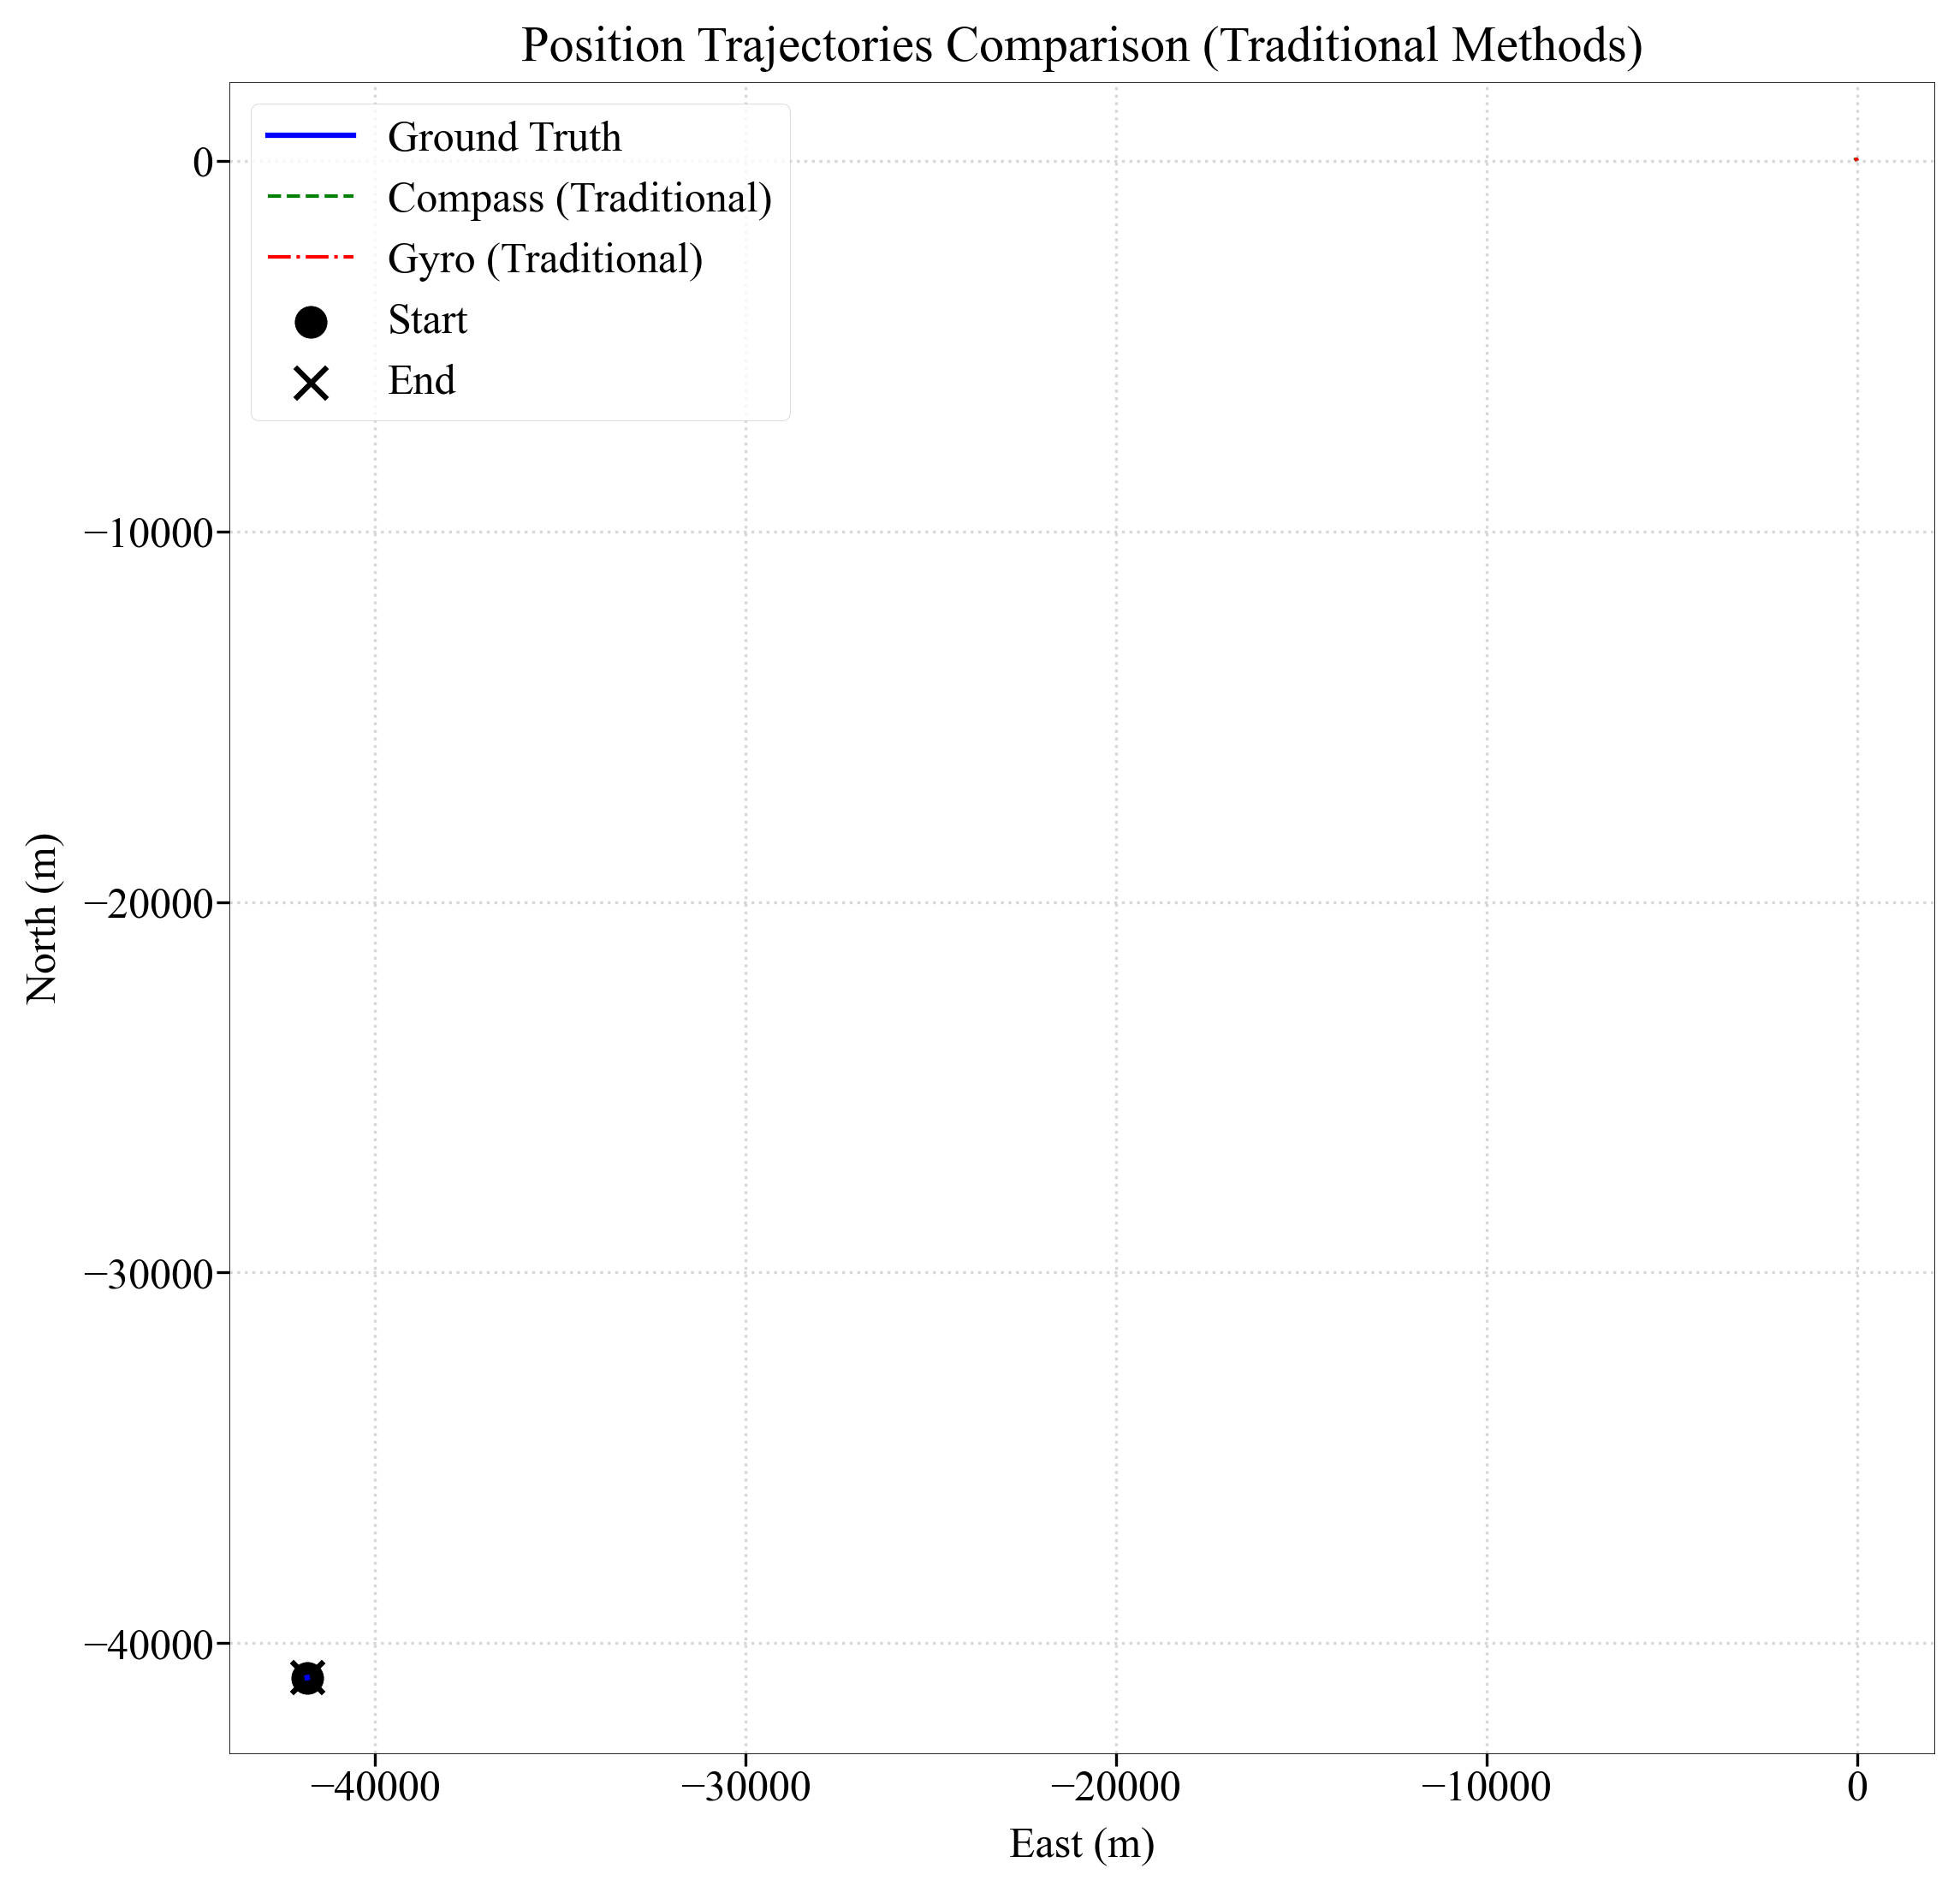 Position Trajectories Comparison (Traditional Methods)
Ground Truth
Compass (Traditional)
Gyro (Traditional)
Start
End
0
−10000
−20000
−30000
−40000
North (m)
−40000
−30000
−20000
−10000
0
East (m)